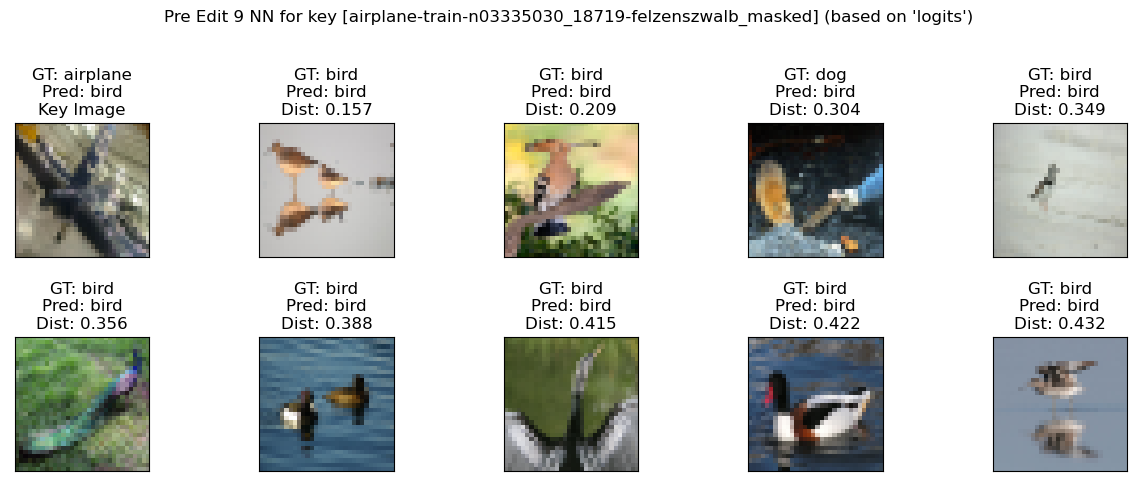 Pre Edit 9 NN for key [airplane-train-n03335030_18719-felzenszwalb_masked] (based on 'logits')
GT: airplane
Pred: bird
Key Image
GT: bird
Pred: bird
Dist: 0.157
GT: bird
Pred: bird
Dist: 0.209
GT: dog
Pred: bird
Dist: 0.304
GT: bird
Pred: bird
Dist: 0.349
GT: bird
Pred: bird
Dist: 0.356
GT: bird
Pred: bird
Dist: 0.388
GT: bird
Pred: bird
Dist: 0.415
GT: bird
Pred: bird
Dist: 0.422
GT: bird
Pred: bird
Dist: 0.432